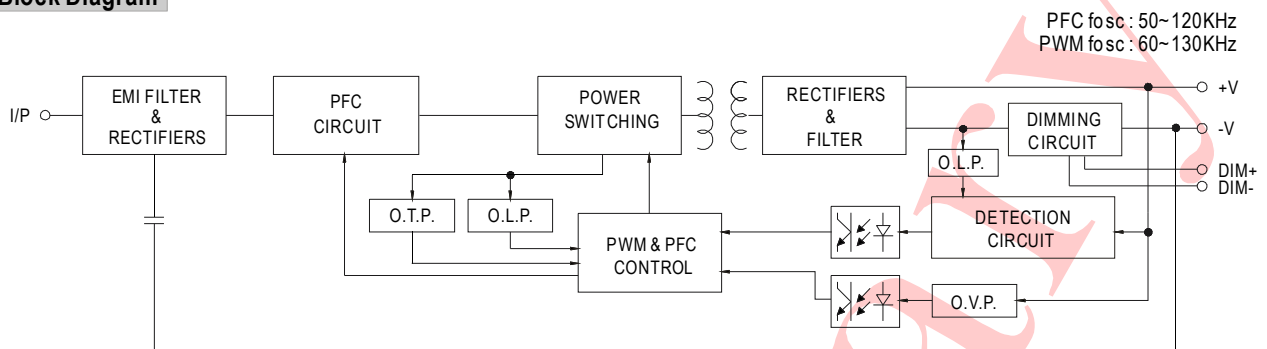 Block Diagram
PFC fosc : 50~120KHz
PWM fosc : 60~130KHz
I/P
EMI FILTER
&
RECTIFIERS
PFC
CIRCUIT
POWER
SWITCHING
RECTIFIERS
&
FILTER
DIMMING
CIRCUIT
+V
-V
DIM+
DIM-
O.L.P.
O.T.P.
O.L.P.
PWM & PFC
CONTROL
DETECTION
CIRCUIT
O.V.P.